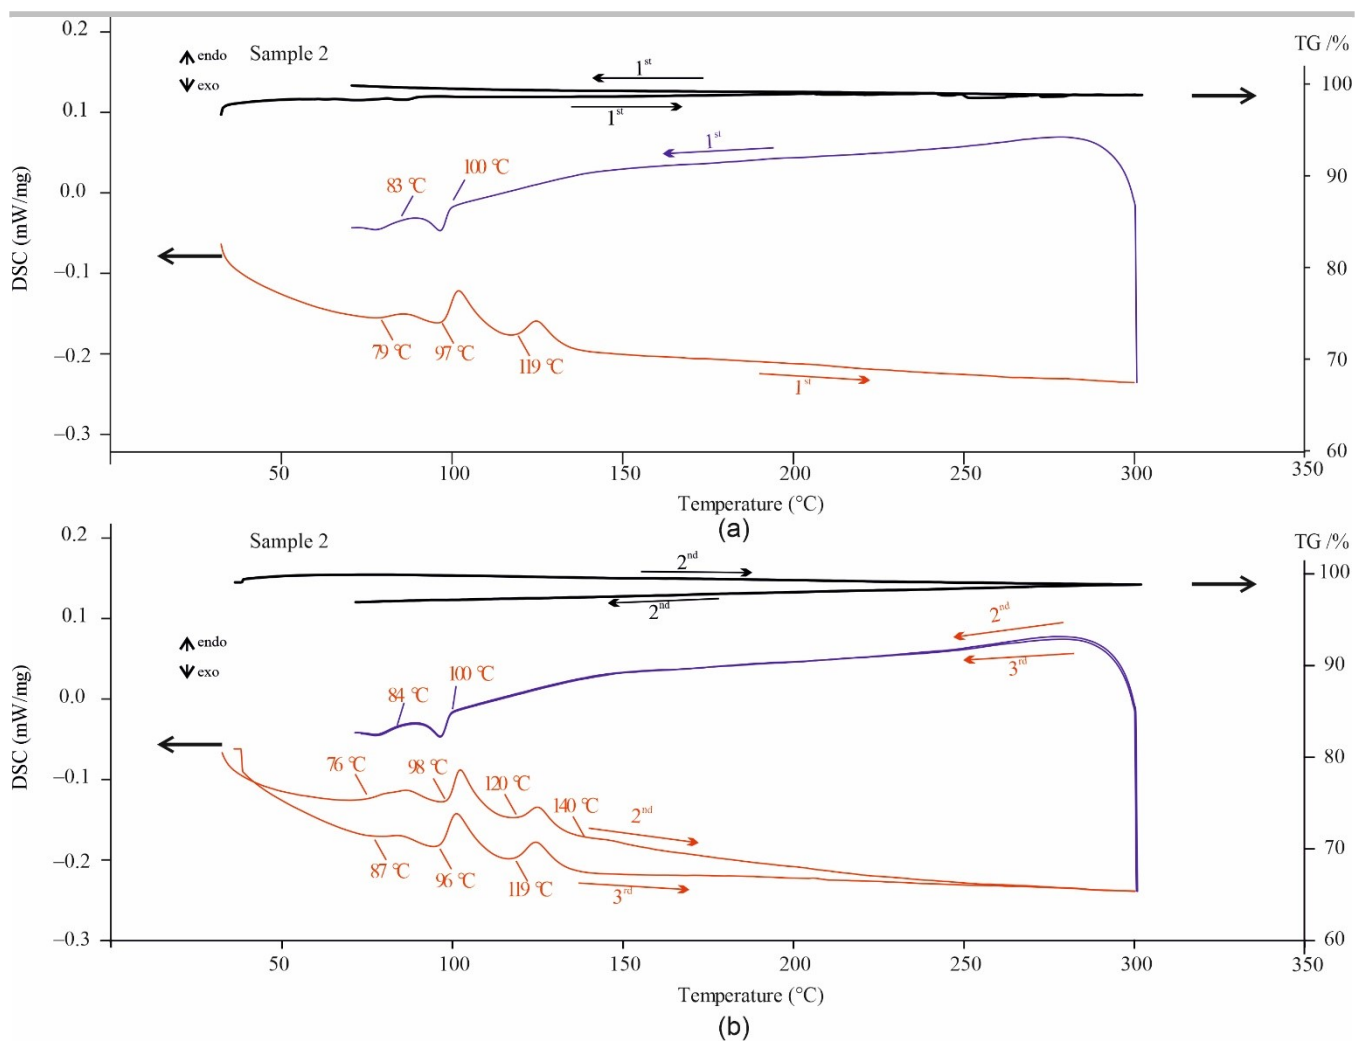 0.2
TG /%
endo
Sample 2
exo
1st
100
0.1
1st
1st
100 °C
83 °C
90
0.0
DSC (mW/mg)
80
–0.1
79 °C
97 °C
119 °C
70
–0.2
1st
–0.3
60
50
100
150
200
250
300
350
Temperature (°C)
(a)
0.2
Sample 2
TG /%
2nd
100
2nd
0.1
2nd
endo
exo
3rd
90
100 °C
84 °C
0.0
DSC (mW/mg)
80
76 °C
98 °C
–0.1
120 °C
140 °C
2nd
70
–0.2
87 °C
96 °C
119 °C
3rd
–0.3
60
50
100
150
200
250
300
350
Temperature (°C)
(b)